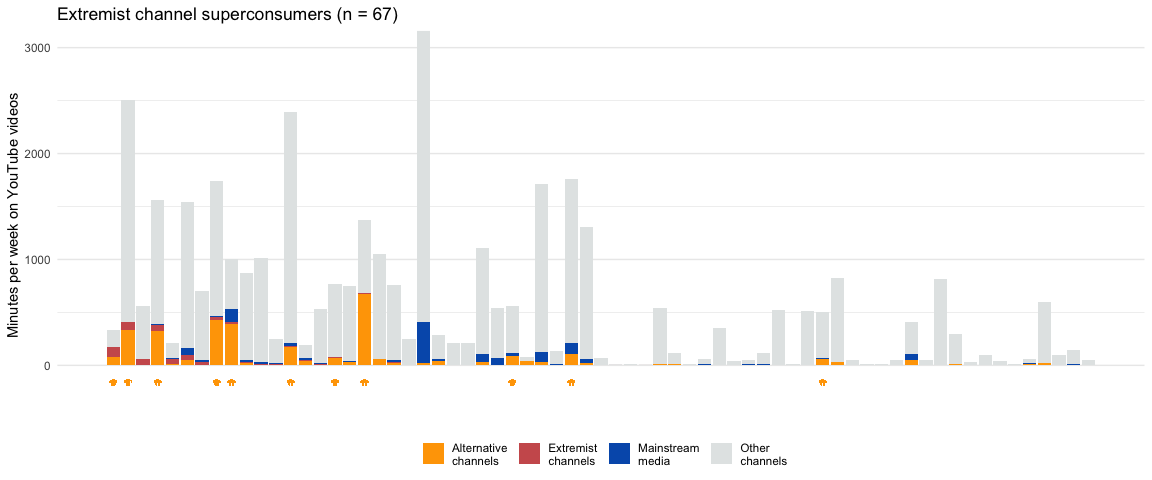 Extremist channel superconsumers (n = 67)
Minutes per week on YouTube videos
3000
2000
1000
0
Alternative
channels
Extremist
channels
Mainstream
media
Other
channels